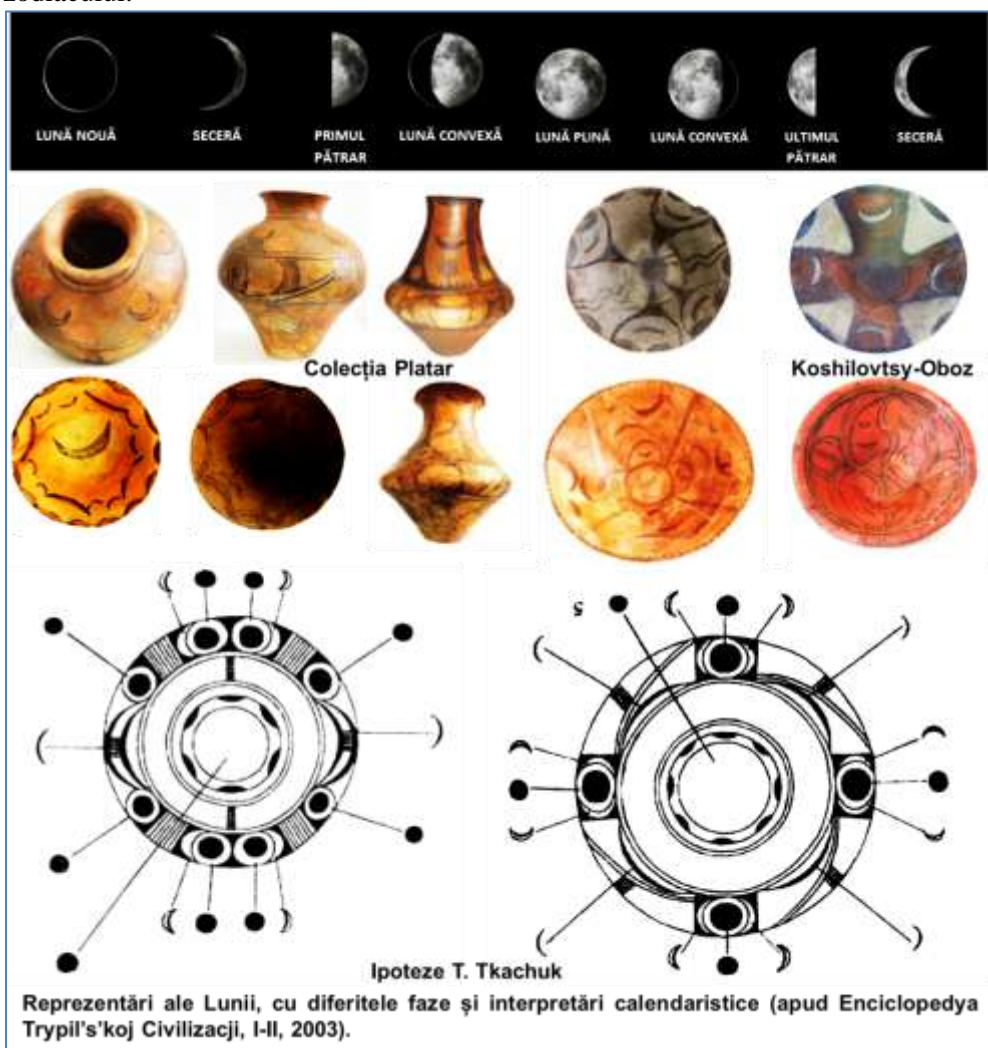 LUNĂ NOUĂ
SECERĂ
PRIMUL
PĂTRAR
LUNĂ CONVEXĂ
LUNĂ PLINĂ
LUNĂ CONVEXĂ
ULTIMUL
PĂTRAR
SECERĂ
Colecția Platar
Koshilovtsy-Oboz
Ipoteze T. Tkachuk
Reprezentări ale Lunii, cu diferitele faze și interpretări calendaristice (apud Enciclopedya
Trypil's'koj Civilizacji, I-II, 2003).